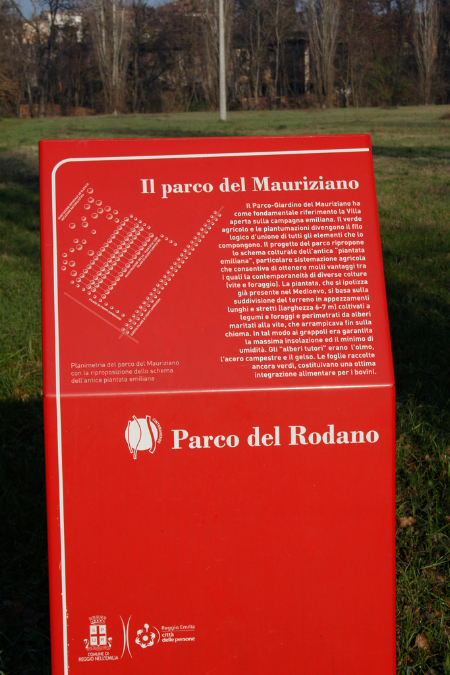 Il parco del Mauriziano
Il Parco-Giardino del Mauriziano ha
come fondamentale riferimento la Villa
aperta sulla campagna emiliana. Il verde
agricolo e le piantumazioni divengono il filo
logico d'unione di tutti gli elementi che lo
compongono. Il progetto del parco ripropone
lo schema colturale dell'antica "piantata
emiliana", particolare sistemazione agricola
che consentiva di ottenere molti vantaggi tra
i quali la contemporaneità di diverse colture
(vite e foraggio). La piantata, che si ipotizza
già presente nel Medioevo, si basa sulla
suddivisione del terreno in appezzamenti
lunghi e stretti (larghezza 6-7 m) coltivati a
legumi e foraggi e perimetrati da alberi
maritati alla vite, che arrampicava fin sulla
chioma. In tal modo ai grappoli era garantita
la massima insolazione ed il minimo di
umidità. Gli "alberi tutori" erano l'olmo,
l'acero campestre e il gelso. Le foglie raccolte
ancora verdi, costituivano una ottima
integrazione alimentare per i bovini.
Planimetria del parco del Mauriziano
con la riproposizione dello schema
dell'antica piantata emiliana
Parco del Rodano
COMUNE DI
REGGIO NELL'EMILIA
Reggio Emilia
città
delle persone